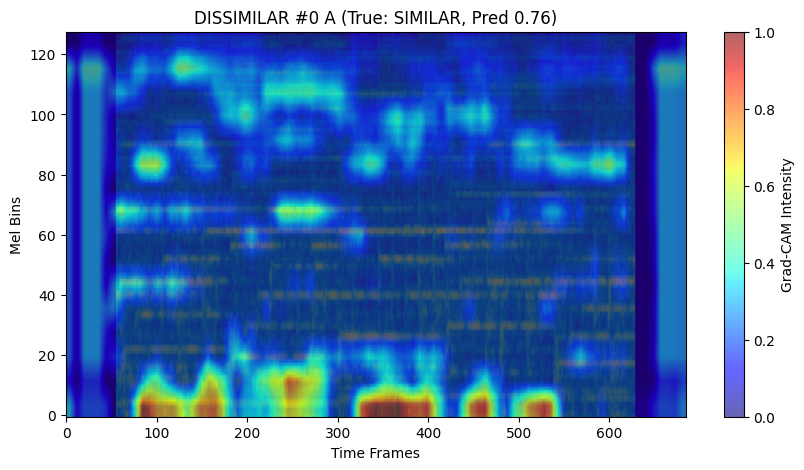 DISSIMILAR #0 A (True: SIMILAR, Pred 0.76)
Mel Bins
120
100
80
60
40
20
0
0 100 200 300 400 500 600
Time Frames
1.0
0.8
0.6
0.4
0.2
0.0
Grad-CAM Intensity